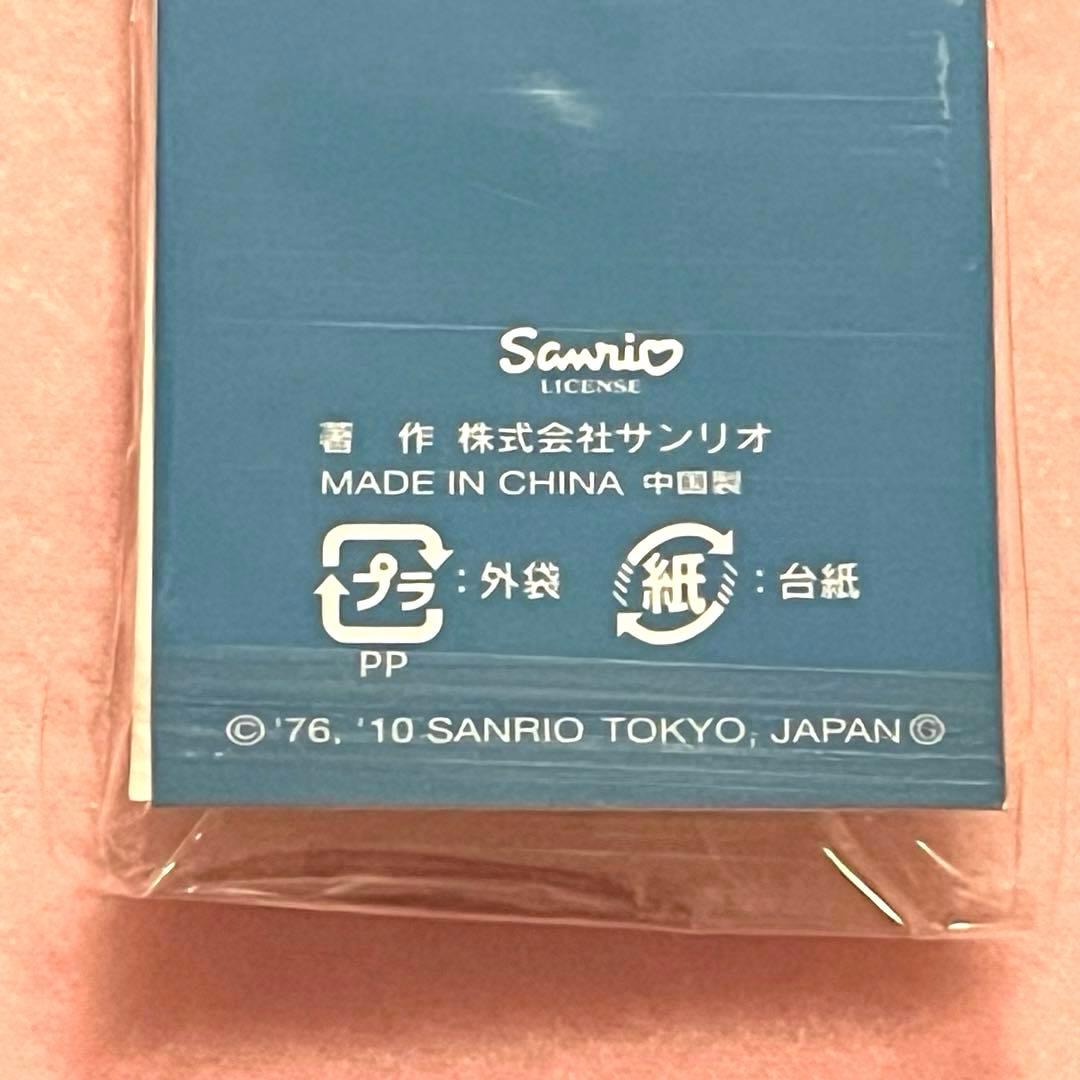 Sanrio
LICENSE
著　作 株式会社サンリオ
MADE IN CHINA 中国製
プラ : 外袋 紙 : 台紙
PP
© '76, '10 SANRIO TOKYO, JAPAN Ⓖ